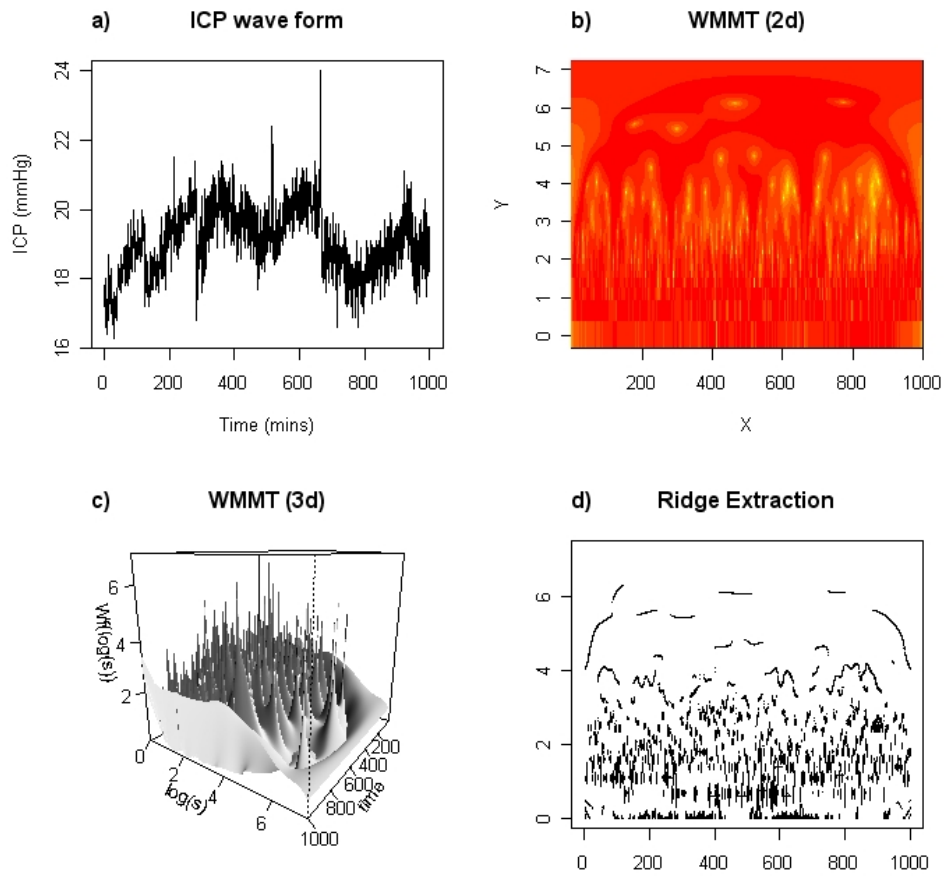 a) ICP wave form
24
22
20
18
16
ICP (mmHg)
0 200 400 600 800 1000
Time (mins)
b) WMMT (2d)
7
6
5
4
3
2
1
0
Y
200 400 600 800 1000
X
c) WMMT (3d)
6
4
2
Wf(log(s))
0
2
4
6
log(s)
200
400
600
800
1000
time
d) Ridge Extraction
6
4
2
0
0 200 400 600 800 1000